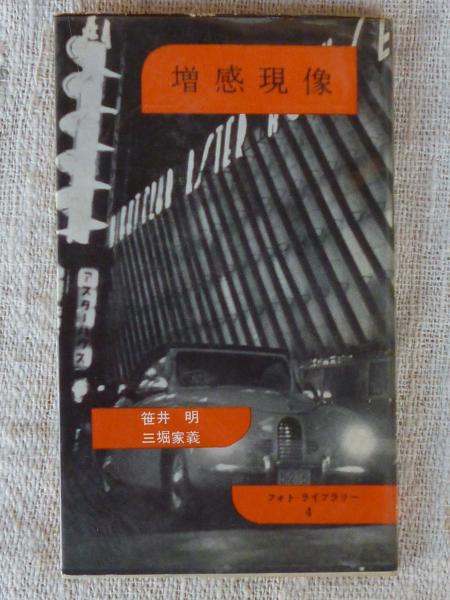 増感現像
アスターハウス
笹井 明
三堀家義
フォト・ライブラリー
4